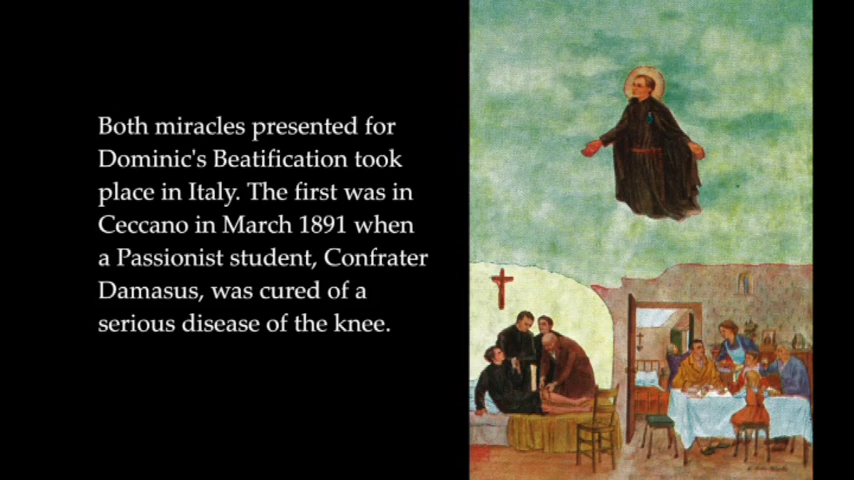 Both miracles presented for
Dominic's Beatification took
place in Italy. The first was in
Ceccano in March 1891 when
a Passionist student, Confrater
Damasus, was cured of a
serious disease of the knee.